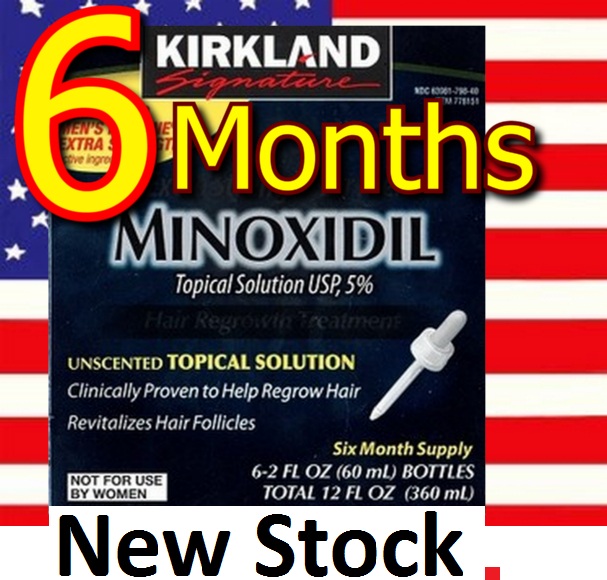 KIRKLAND
Signature
6 Months
MINOXIDIL
Topical Solution USP, 5%
Hair Regrowth Treatment
UNSCENTED TOPICAL SOLUTION
Clinically Proven to Help Regrow Hair
Revitalizes Hair Follicles
Six Month Supply
6-2 FL OZ (60 mL) BOTTLES
TOTAL 12 FL OZ (360 mL)
NOT FOR USE
BY WOMEN
New Stock